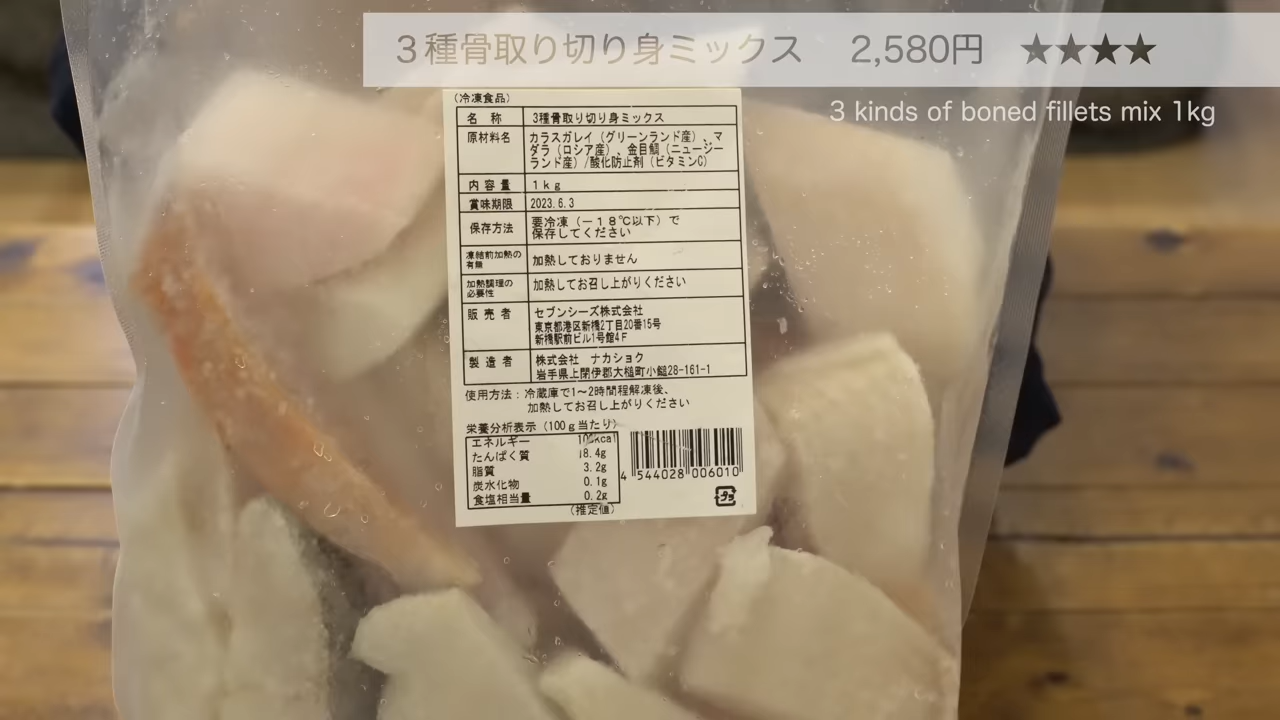 ３種骨取り切り身ミックス 2,580円 ★★★★
3 kinds of boned fillets mix 1kg
(冷凍食品)
名 称 3種骨取り切り身ミックス
原材料名 カラスガレイ（グリーンランド産）、マ
ダラ（ロシア産）、金目鯛（ニュージー
ランド産）/酸化防止剤（ビタミンC）
内容量 1ｋｇ
賞味期限 2023.6.3
保存方法 要冷凍（－１８℃以下）で
保存してください
凍結前加熱の
有無 加熱しておりません
加熱調理の
必要性 加熱してお召し上がりください
販売者 セブンシーズ株式会社
東京都港区新橋2丁目20番15号
新橋駅前ビル1号館4Ｆ
製造者 株式会社 ナカショク
岩手県上閉伊郡大槌町小鎚28-161-1
使用方法：冷蔵庫で1～2時間程解凍後、
加熱してお召し上がりください
栄養分析表示（100ｇ当たり）
エネルギー kcal
たんぱく質 18.4g
脂質 3.2g
炭水化物 0.1g
食塩相当量 0.2g
(推定値)
4 544028 006010